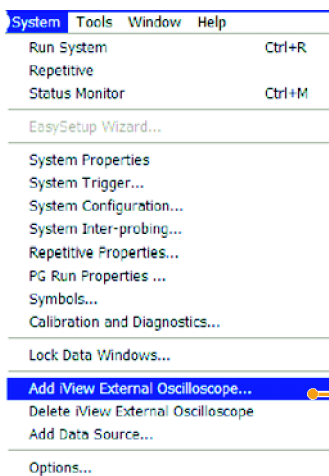 System Tools Window Help
Run System Ctrl+R
Repetitive
Status Monitor Ctrl+M
EasySetup Wizard...
System Properties
System Trigger...
System Configuration...
System Inter-probing...
Repetitive Properties...
PG Run Properties ...
Symbols...
Calibration and Diagnostics...
Lock Data Windows...
Add iView External Oscilloscope...
Delete iView External Oscilloscope
Add Data Source...
Options...